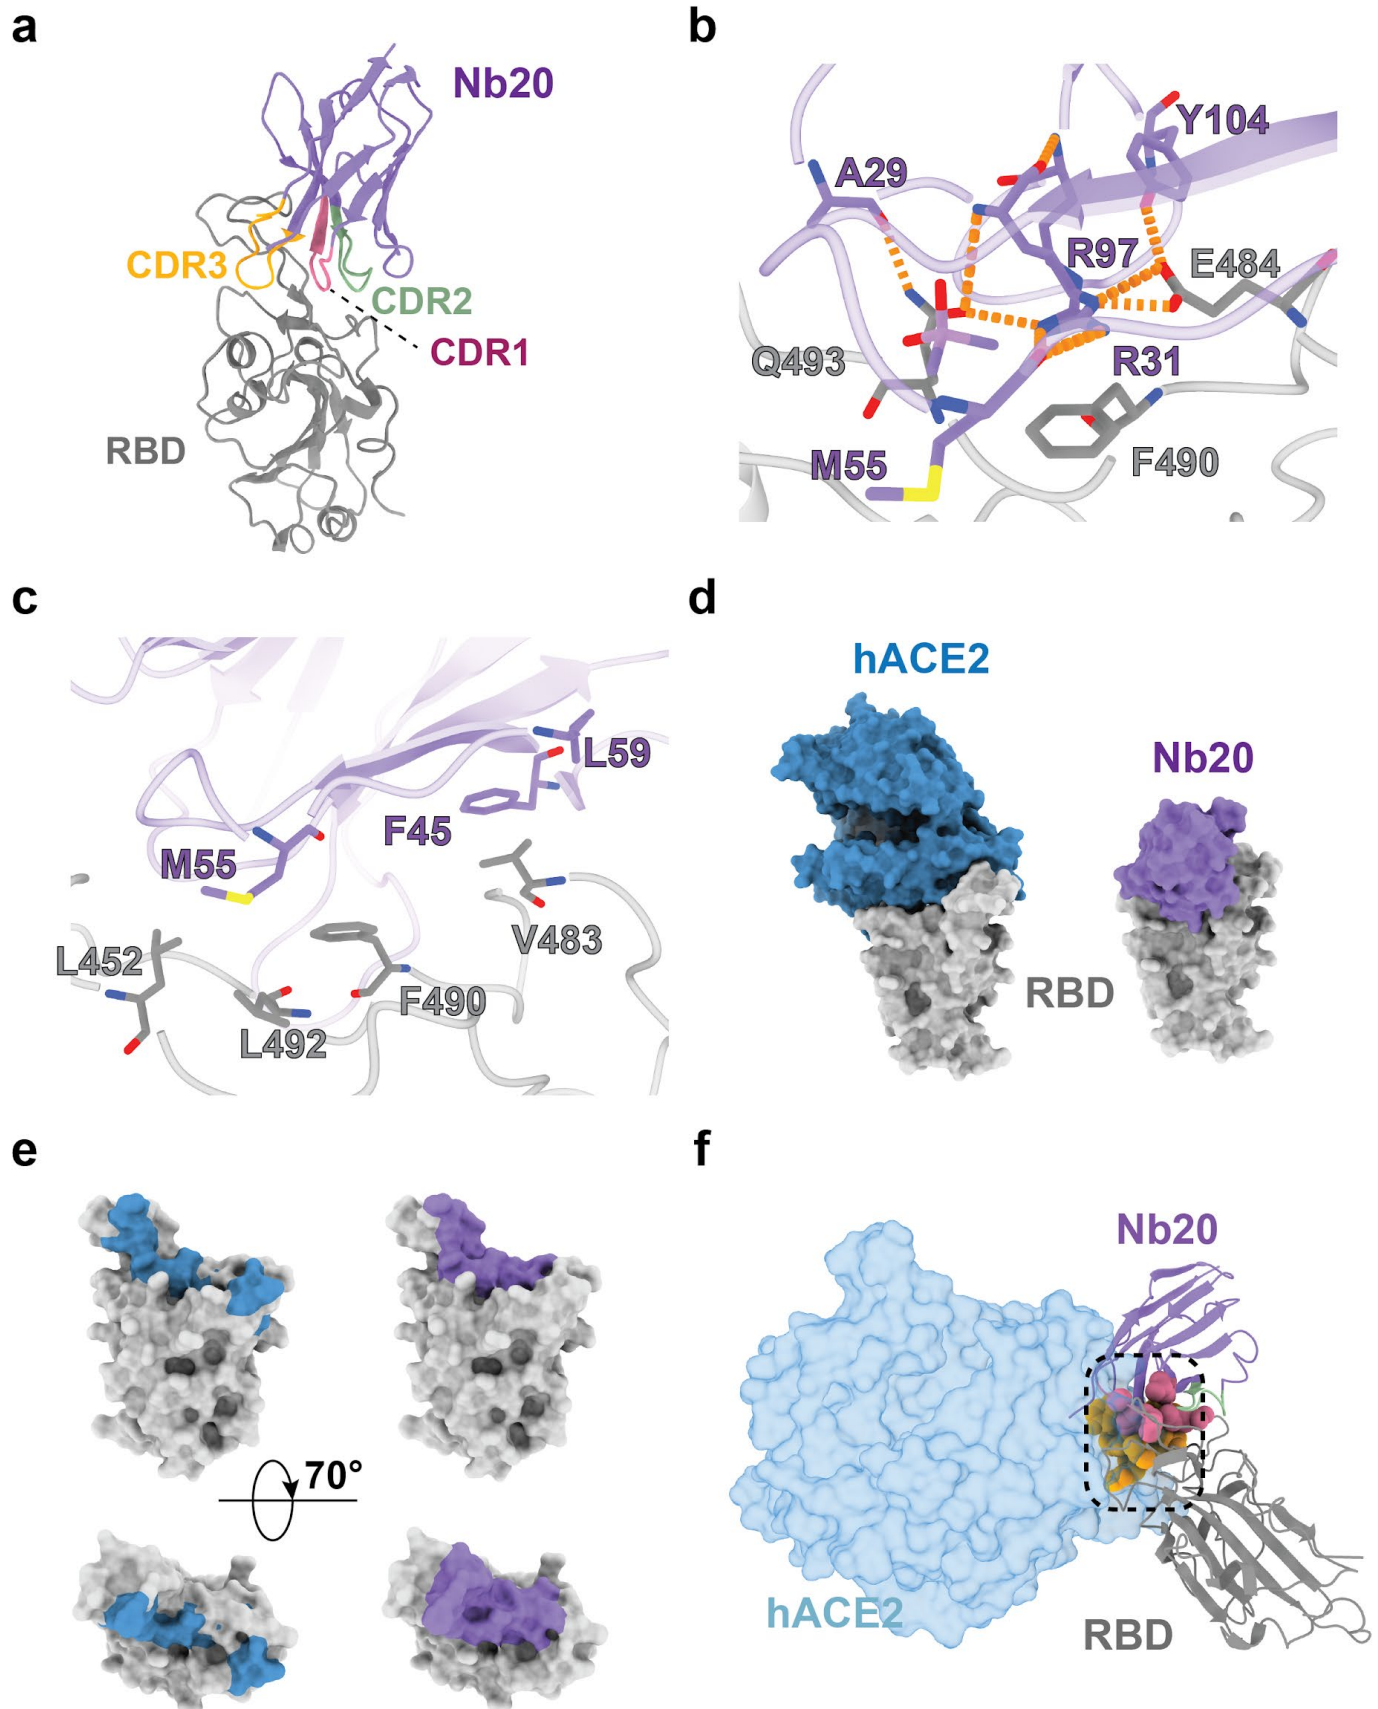 a
Nb20
CDR3
CDR2
CDR1
RBD
b
Y104
A29
R97
E484
Q493
R31
M55
F490
c
L59
F45
M55
V483
L452
F490
L492
d
hACE2
Nb20
RBD
e
70°
f
Nb20
hACE2
RBD